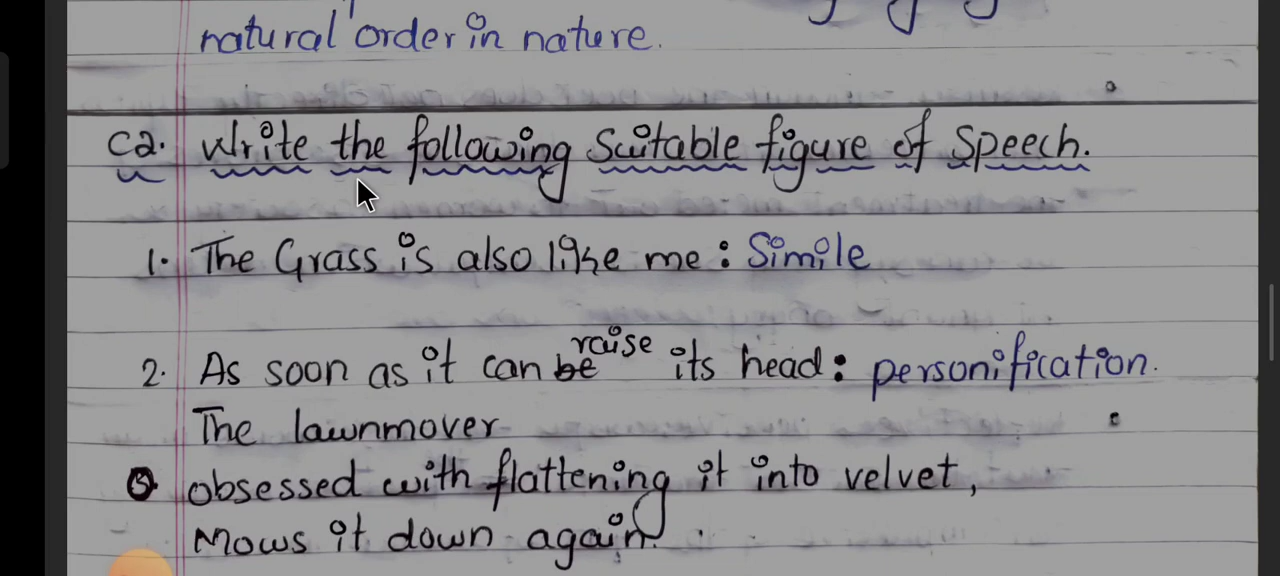 natural order in nature.
C2. Write the following Suitable figure of Speech.
1. The Grass is also like me : Simile
2. As soon as it can be raise its head : personification.
The lawnmover
obsessed with flattening it into velvet,
Mows it down again.